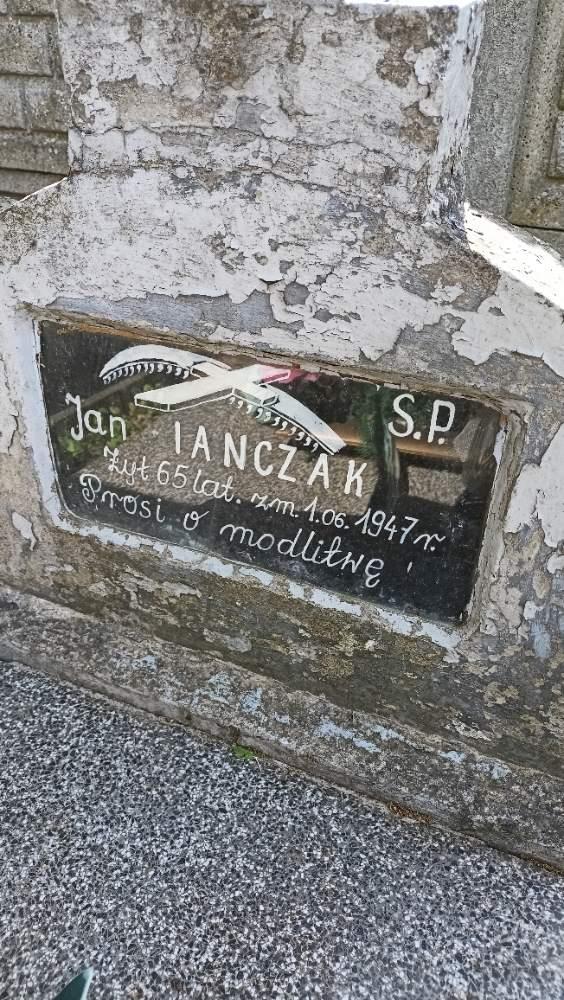 Ś.P.
Jan IANCZAK
Żył 65 lat. zm. 1.06.1947 r.
Prosi o modlitwę